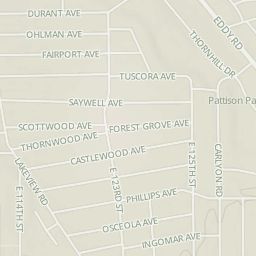 DURANT AVE
EDDY RD
OHLMAN AVE
THORNHILL DR
FAIRPORT AVE
TUSCORA AVE
SAYWELL AVE
Pattison Pa
SCOTTWOOD AVE
FOREST GROVE AVE
THORNWOOD AVE
CASTLEWOOD AVE
E 125TH ST
CARLYON RD
LAKEVIEW RD
E 114TH ST
E 123RD ST
PHILLIPS AVE
OSCEOLA AVE
INGOMAR AVE